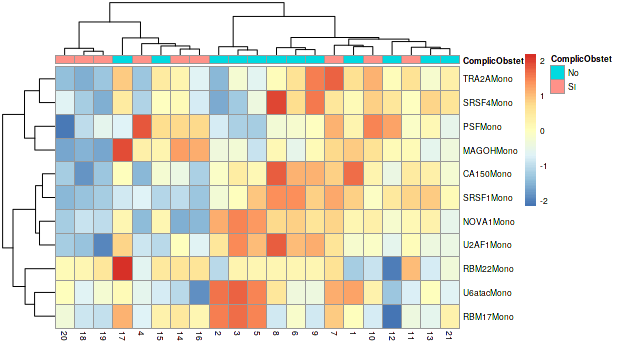 ComplicObstet
TRA2AMono
SRSF4Mono
PSFMono
MAGOHMono
CA150Mono
SRSF1Mono
NOVA1Mono
U2AF1Mono
RBM22Mono
U6atacMono
RBM17Mono
20 18 19 17 4 15 14 16 2 3 5 8 6 9 7 1 10 12 11 13 21
2
1
0
-1
-2
ComplicObstet
No
SI